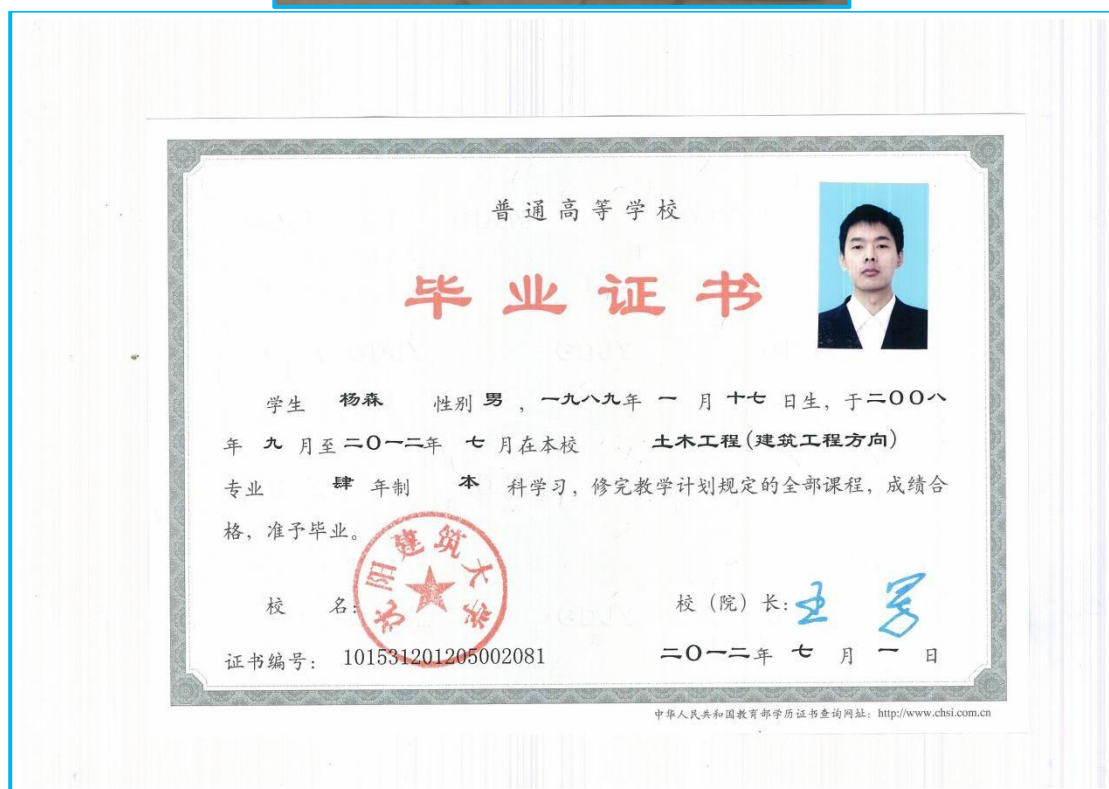 普通高等学校
毕业证书
学生 杨森 性别 男 ，一九八九年 一 月 十七 日生，于二〇〇八
年 九 月至二〇一二年 七 月在本校 土木工程(建筑工程方向)
专业 肆 年制 本 科学习，修完教学计划规定的全部课程，成绩合
格，准予毕业。
沈阳建筑大学
校 名: 校（院）长:
证书编号: 101531201205002081 二〇一二年 七 月 一 日
中华人民共和国教育部学历证书查询网址: http://www.chsi.com.cn